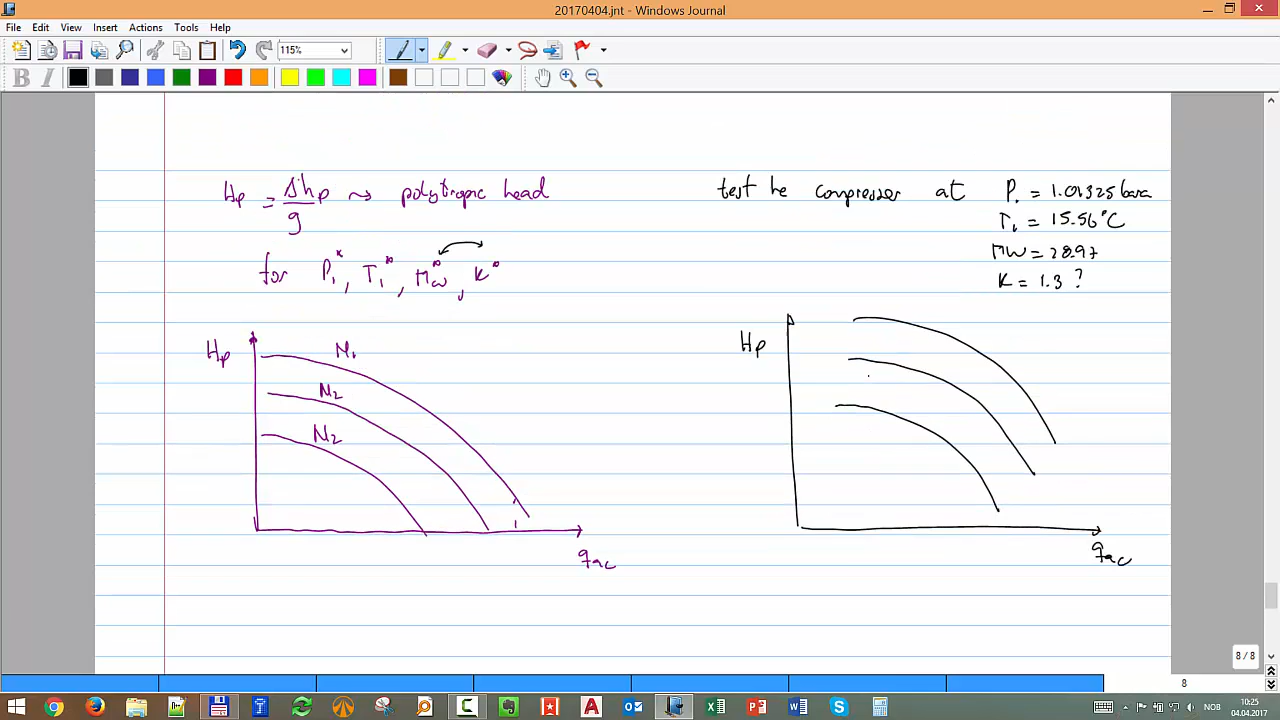 20170404.jnt - Windows Journal
File Edit View Insert Actions Tools Help
115%
B I
Hp = Δhp/g ⇝ polytropic head
for P₁*, T₁*, MW*, K*
Hp
N₁
N₂
N₂
qac
test he compresser at P₁ = 1.01325 bara
T₁ = 15.56°C
MW = 28.97
K = 1.3 ?
Hp
qac
8 / 8
8
NOB
10:25
04.04.2017